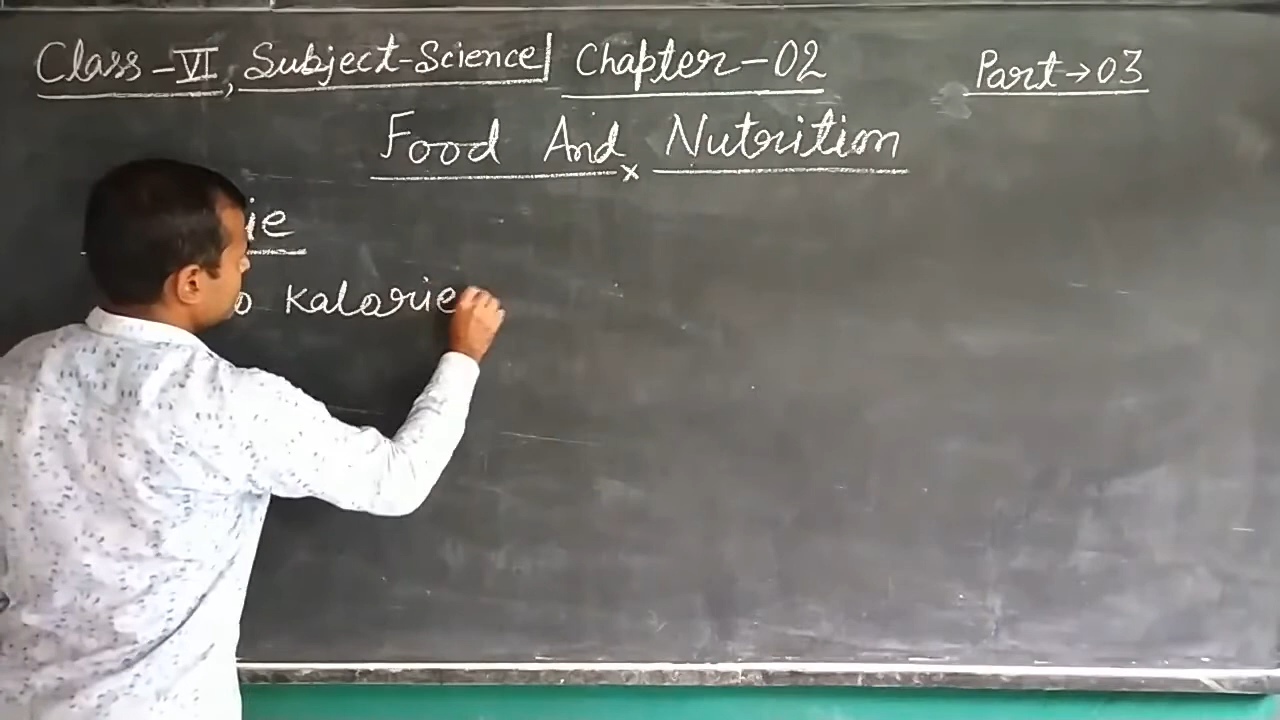 Class-VI, Subject-Science| Chapter-02 Part→03
Food And x Nutrition
ie
o Kalorie